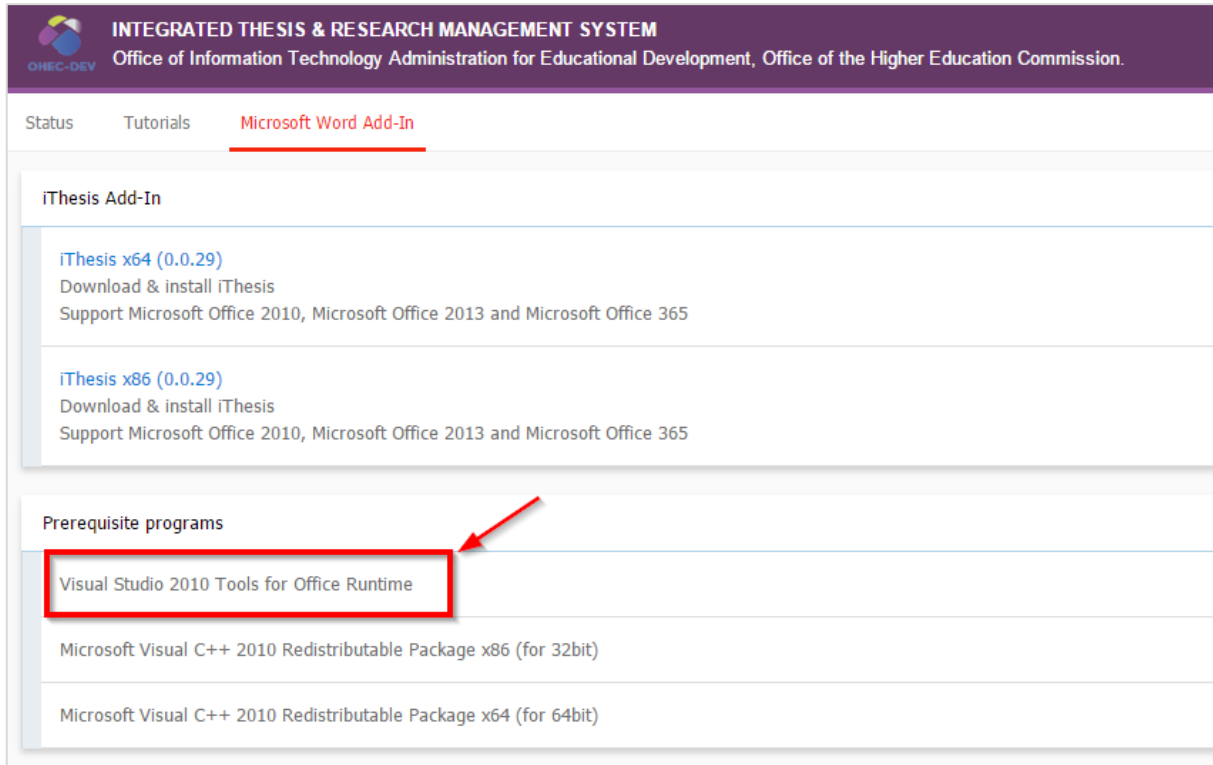 INTEGRATED THESIS & RESEARCH MANAGEMENT SYSTEM
OHEC-DEV
Office of Information Technology Administration for Educational Development, Office of the Higher Education Commission.
Status Tutorials Microsoft Word Add-In
iThesis Add-In
iThesis x64 (0.0.29)
Download & install iThesis
Support Microsoft Office 2010, Microsoft Office 2013 and Microsoft Office 365
iThesis x86 (0.0.29)
Download & install iThesis
Support Microsoft Office 2010, Microsoft Office 2013 and Microsoft Office 365
Prerequisite programs
Visual Studio 2010 Tools for Office Runtime
Microsoft Visual C++ 2010 Redistributable Package x86 (for 32bit)
Microsoft Visual C++ 2010 Redistributable Package x64 (for 64bit)